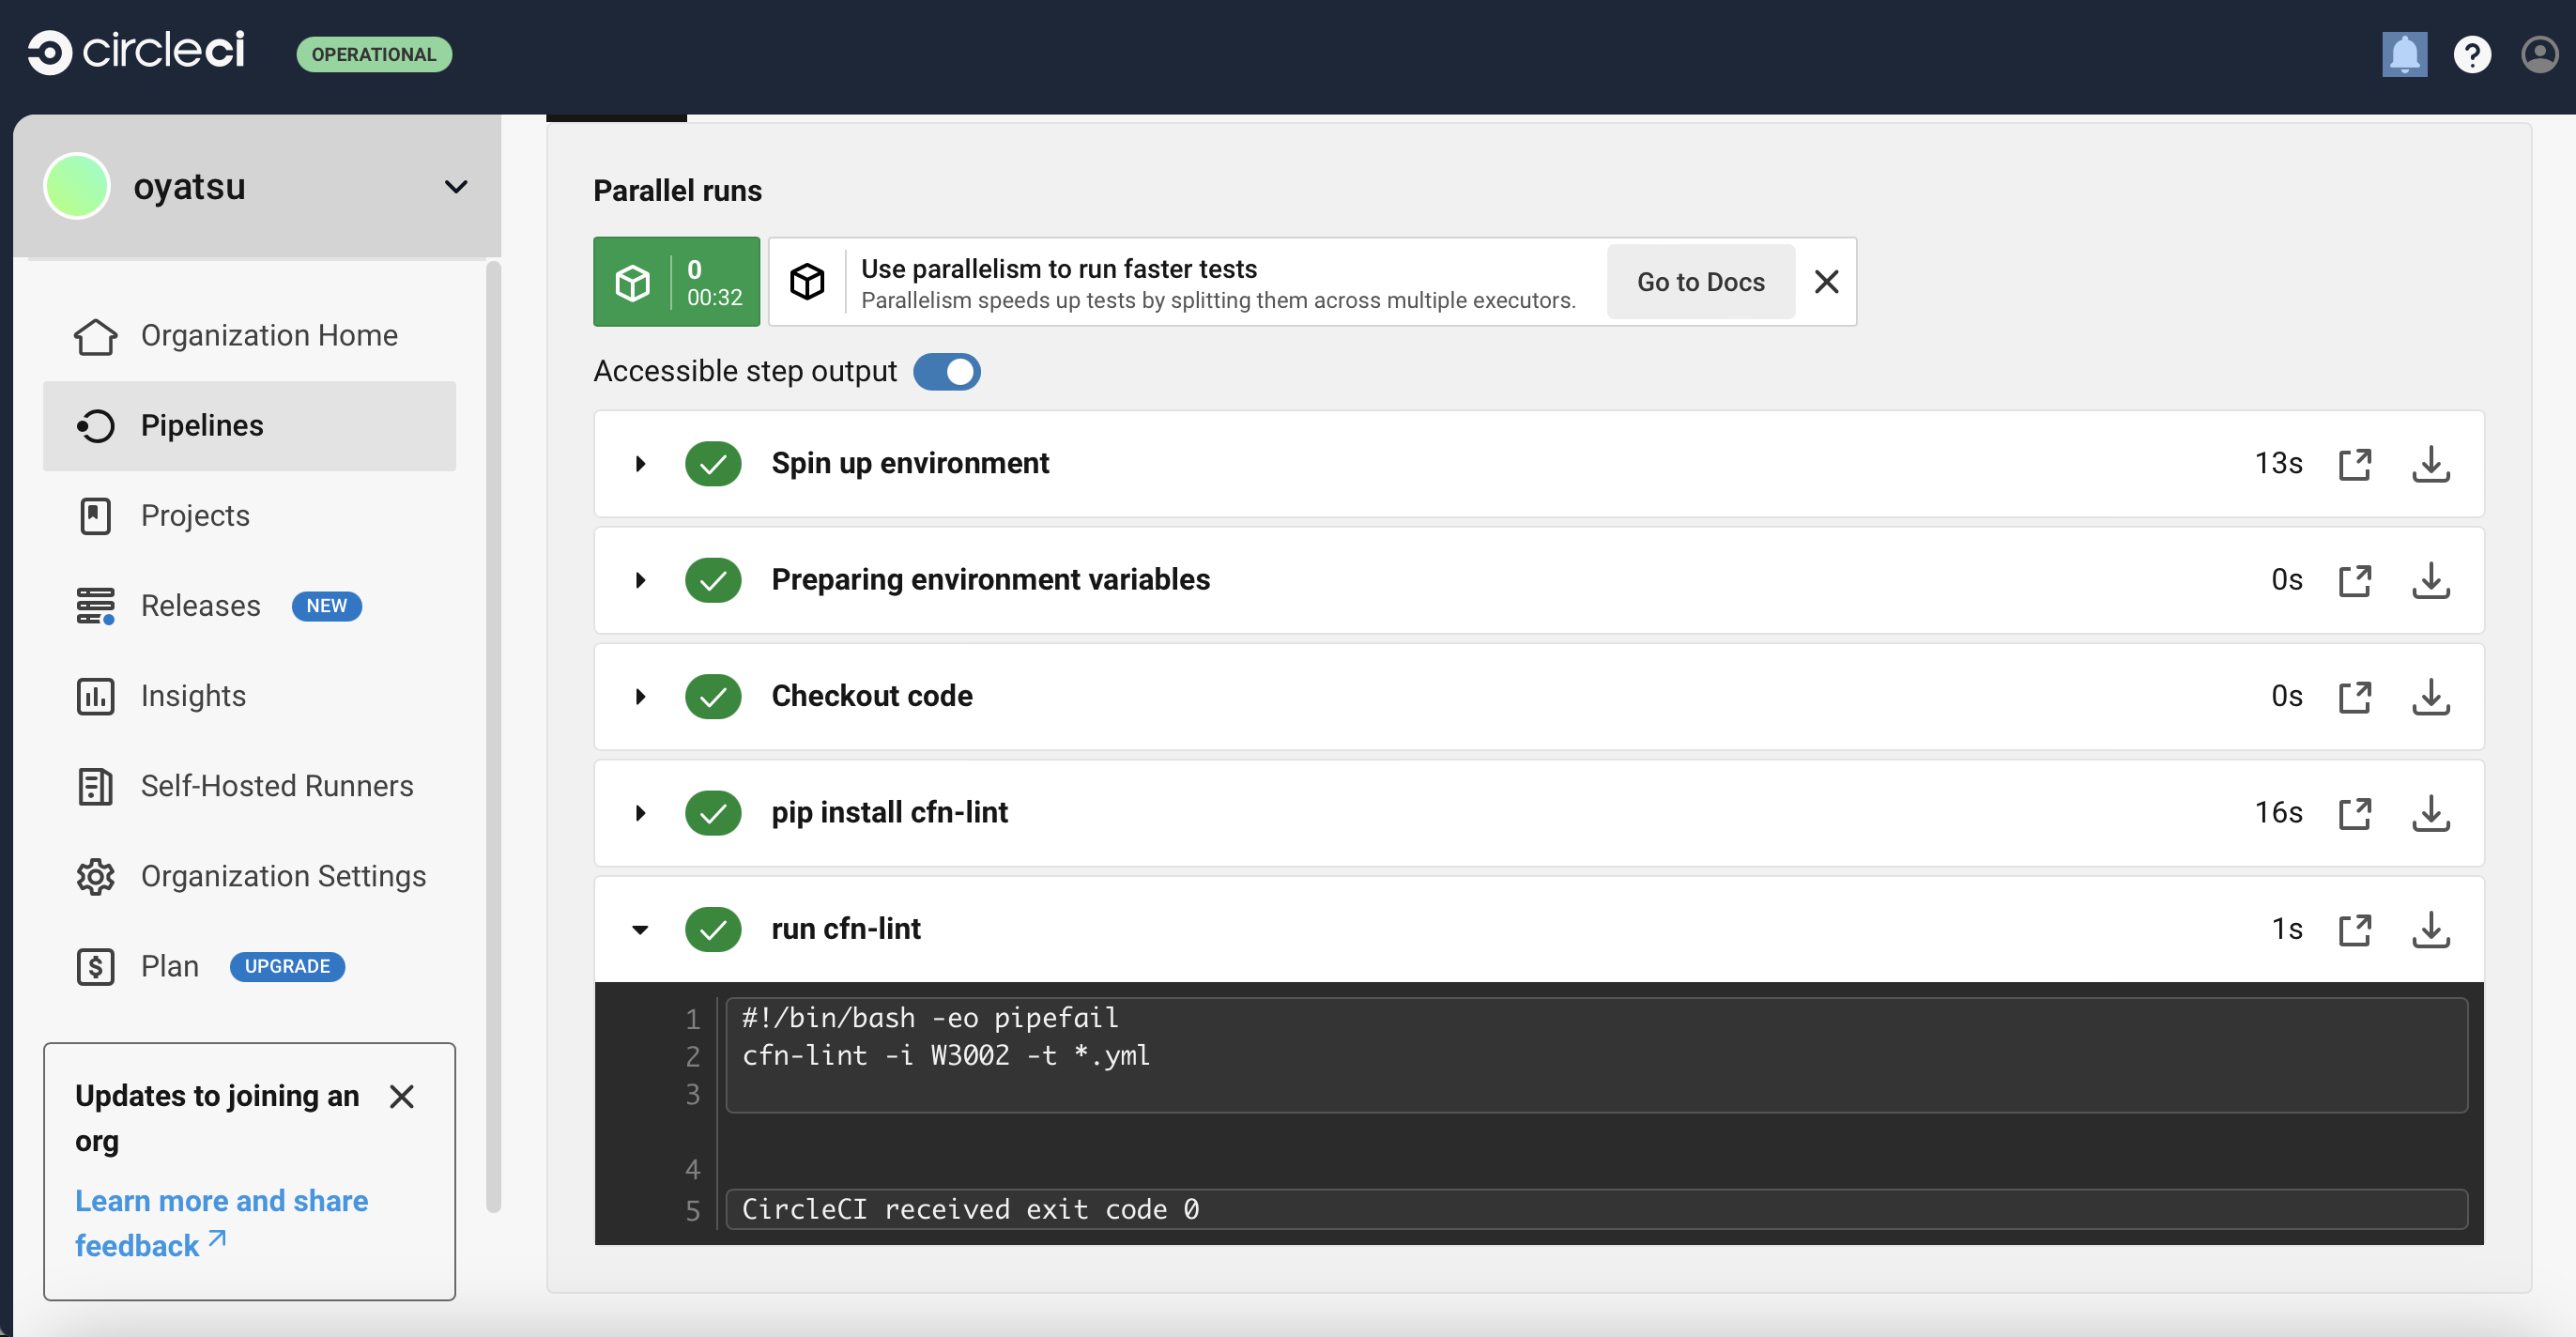 circleci
OPERATIONAL
oyatsu
Organization Home
Pipelines
Projects
Releases NEW
Insights
Self-Hosted Runners
Organization Settings
Plan UPGRADE
Updates to joining an
org
Learn more and share
feedback
Parallel runs
0
00:32
Use parallelism to run faster tests
Parallelism speeds up tests by splitting them across multiple executors.
Go to Docs
Accessible step output
Spin up environment 13s
Preparing environment variables 0s
Checkout code 0s
pip install cfn-lint 16s
run cfn-lint 1s
1 #!/bin/bash -eo pipefail
2 cfn-lint -i W3002 -t *.yml
3
4
5 CircleCI received exit code 0